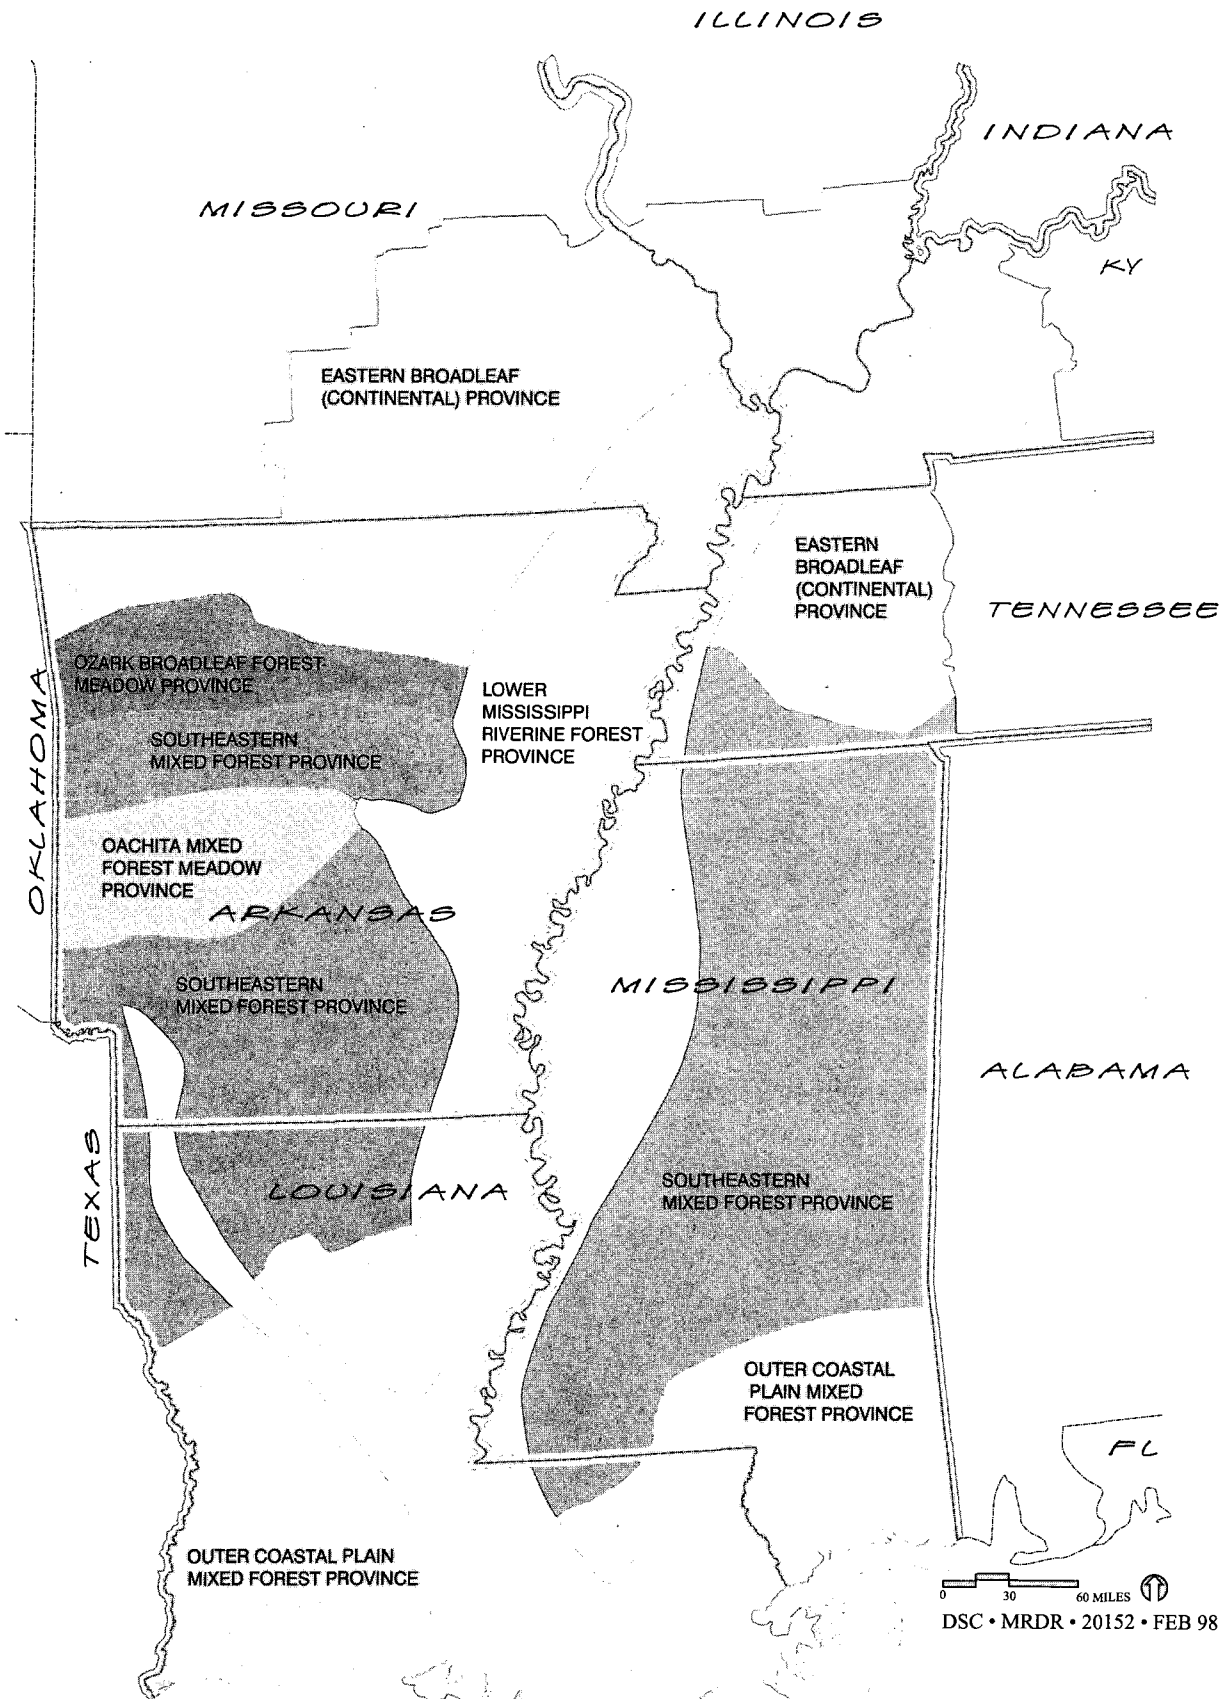 ILLINOIS
INDIANA
MISSOURI
KY
EASTERN BROADLEAF
(CONTINENTAL) PROVINCE
EASTERN
BROADLEAF
(CONTINENTAL)
PROVINCE
TENNESSEE
OZARK BROADLEAF FOREST-
MEADOW PROVINCE
LOWER
MISSISSIPPI
RIVERINE FOREST
PROVINCE
SOUTHEASTERN
MIXED FOREST PROVINCE
OKLAHOMA
OACHITA MIXED
FOREST MEADOW
PROVINCE
ARKANSAS
SOUTHEASTERN
MIXED FOREST PROVINCE
MISSISSIPPI
ALABAMA
TEXAS
LOUISIANA
SOUTHEASTERN
MIXED FOREST PROVINCE
OUTER COASTAL
PLAIN MIXED
FOREST PROVINCE
FL
OUTER COASTAL PLAIN
MIXED FOREST PROVINCE
0 30 60 MILES
DSC • MRDR • 20152 • FEB 98